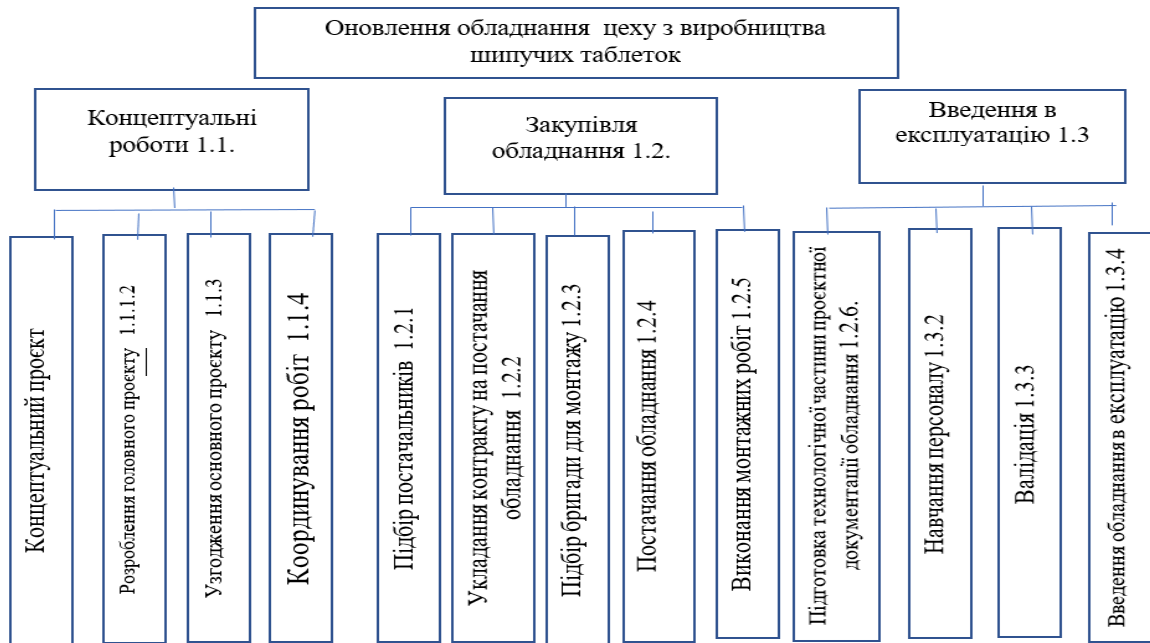 Оновлення обладнання цеху з виробництва
шипучих таблеток
Концептуальні
роботи 1.1.
Закупівля
обладнання 1.2.
Введення в
експлуатацію 1.3
Концептуальний проєкт
Розроблення головного проєкту 1.1.2
Узгодження основного проєкту 1.1.3
Координування робіт 1.1.4
Підбір постачальників 1.2.1
Укладання контракту на постачання
обладнання 1.2.2
Підбір бригади для монтажу 1.2.3
Постачання обладнання 1.2.4
Виконання монтажних робіт 1.2.5
Підготовка технологічної частини проєктної
документації обладнання 1.2.6.
Навчання персоналу 1.3.2
Валідація 1.3.3
Введення обладнання в експлуатацію 1.3.4